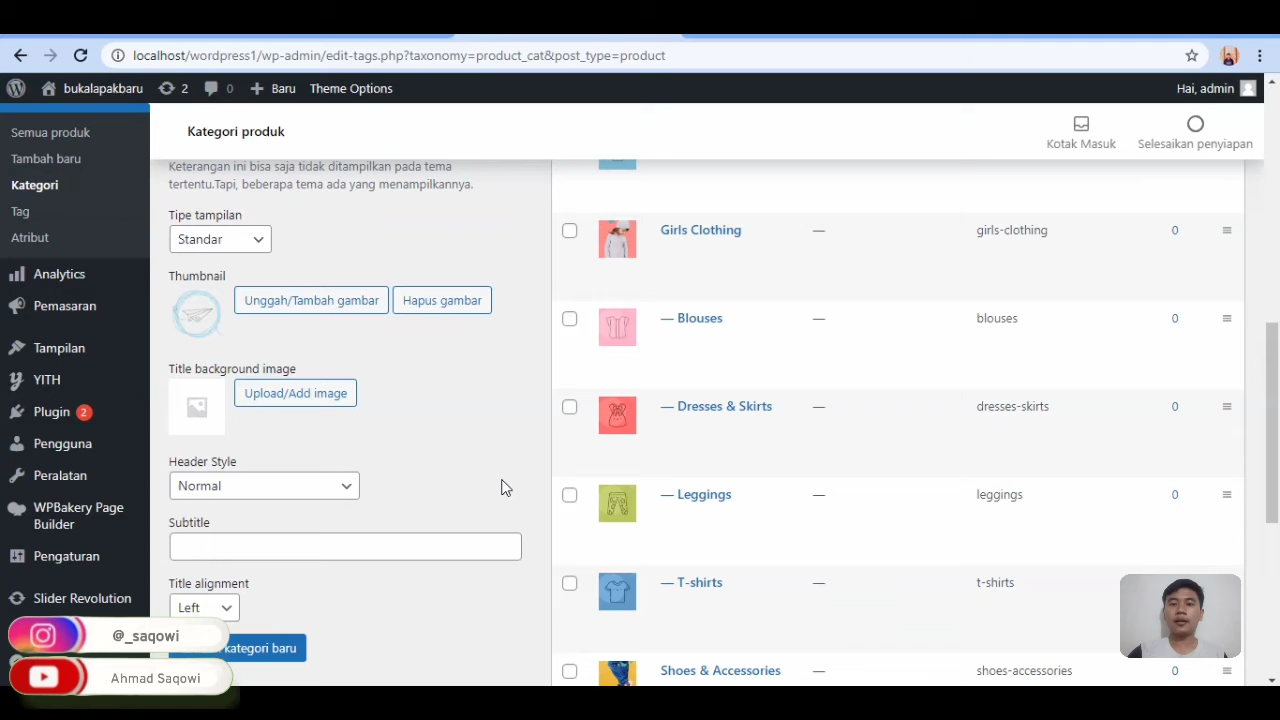 localhost/wordpress1/wp-admin/edit-tags.php?taxonomy=product_cat&post_type=product
bukalapakbaru
2
0
Baru
Theme Options
Hai, admin
Semua produk
Tambah baru
Kategori
Tag
Atribut
Analytics
Pemasaran
Tampilan
YITH
Plugin 2
Pengguna
Peralatan
WPBakery Page
Builder
Pengaturan
Slider Revolution
Kategori produk
Kotak Masuk
Selesaikan penyiapan
Keterangan ini bisa saja tidak ditampilkan pada tema
tertentu.Tapi, beberapa tema ada yang menampilkannya.
Tipe tampilan
Standar
Thumbnail
Unggah/Tambah gambar
Hapus gambar
Title background image
Upload/Add image
Header Style
Normal
Subtitle
Title alignment
Left
kategori baru
Girls Clothing — girls-clothing 0
— Blouses — blouses 0
— Dresses & Skirts — dresses-skirts 0
— Leggings — leggings 0
— T-shirts — t-shirts
Shoes & Accessories — shoes-accessories 0
@_saqowi
Ahmad Saqowi